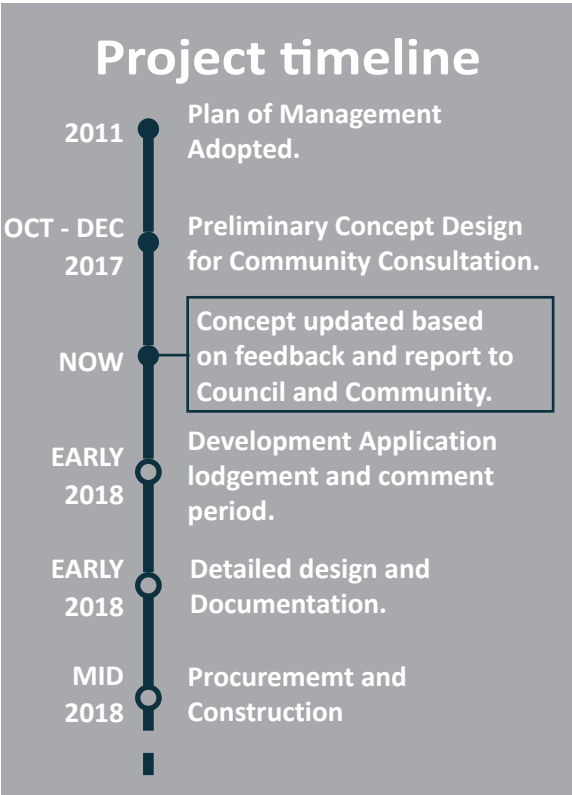 Project timeline
2011
Plan of Management
Adopted.
OCT - DEC
2017
Preliminary Concept Design
for Community Consultation.
NOW
Concept updated based
on feedback and report to
Council and Community.
EARLY
2018
Development Application
lodgement and comment
period.
EARLY
2018
Detailed design and
Documentation.
MID
2018
Procurememt and
Construction